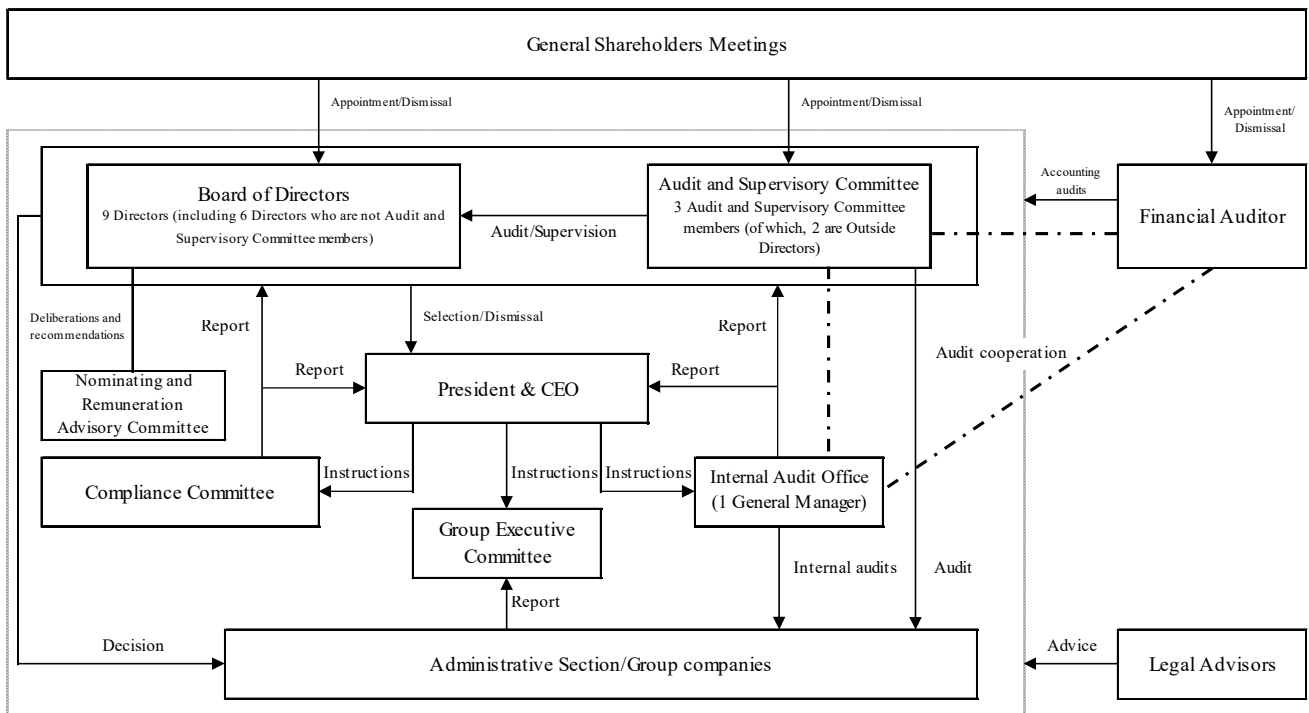 General Shareholders Meetings
Appointment/Dismissal
Appointment/Dismissal
Appointment/
Dismissal
Board of Directors
9 Directors (including 6 Directors who are not Audit and
Supervisory Committee members)
Audit/Supervision
Audit and Supervisory Committee
3 Audit and Supervisory Committee
members (of which, 2 are Outside
Directors)
Accounting
audits
Financial Auditor
Deliberations and
recommendations
Report
Selection/Dismissal
Report
Audit cooperation
Report
President & CEO
Report
Nominating and
Remuneration
Advisory Committee
Compliance Committee
Instructions
Instructions
Instructions
Internal Audit Office
(1 General Manager)
Group Executive
Committee
Internal audits
Audit
Report
Decision
Administrative Section/Group companies
Advice
Legal Advisors